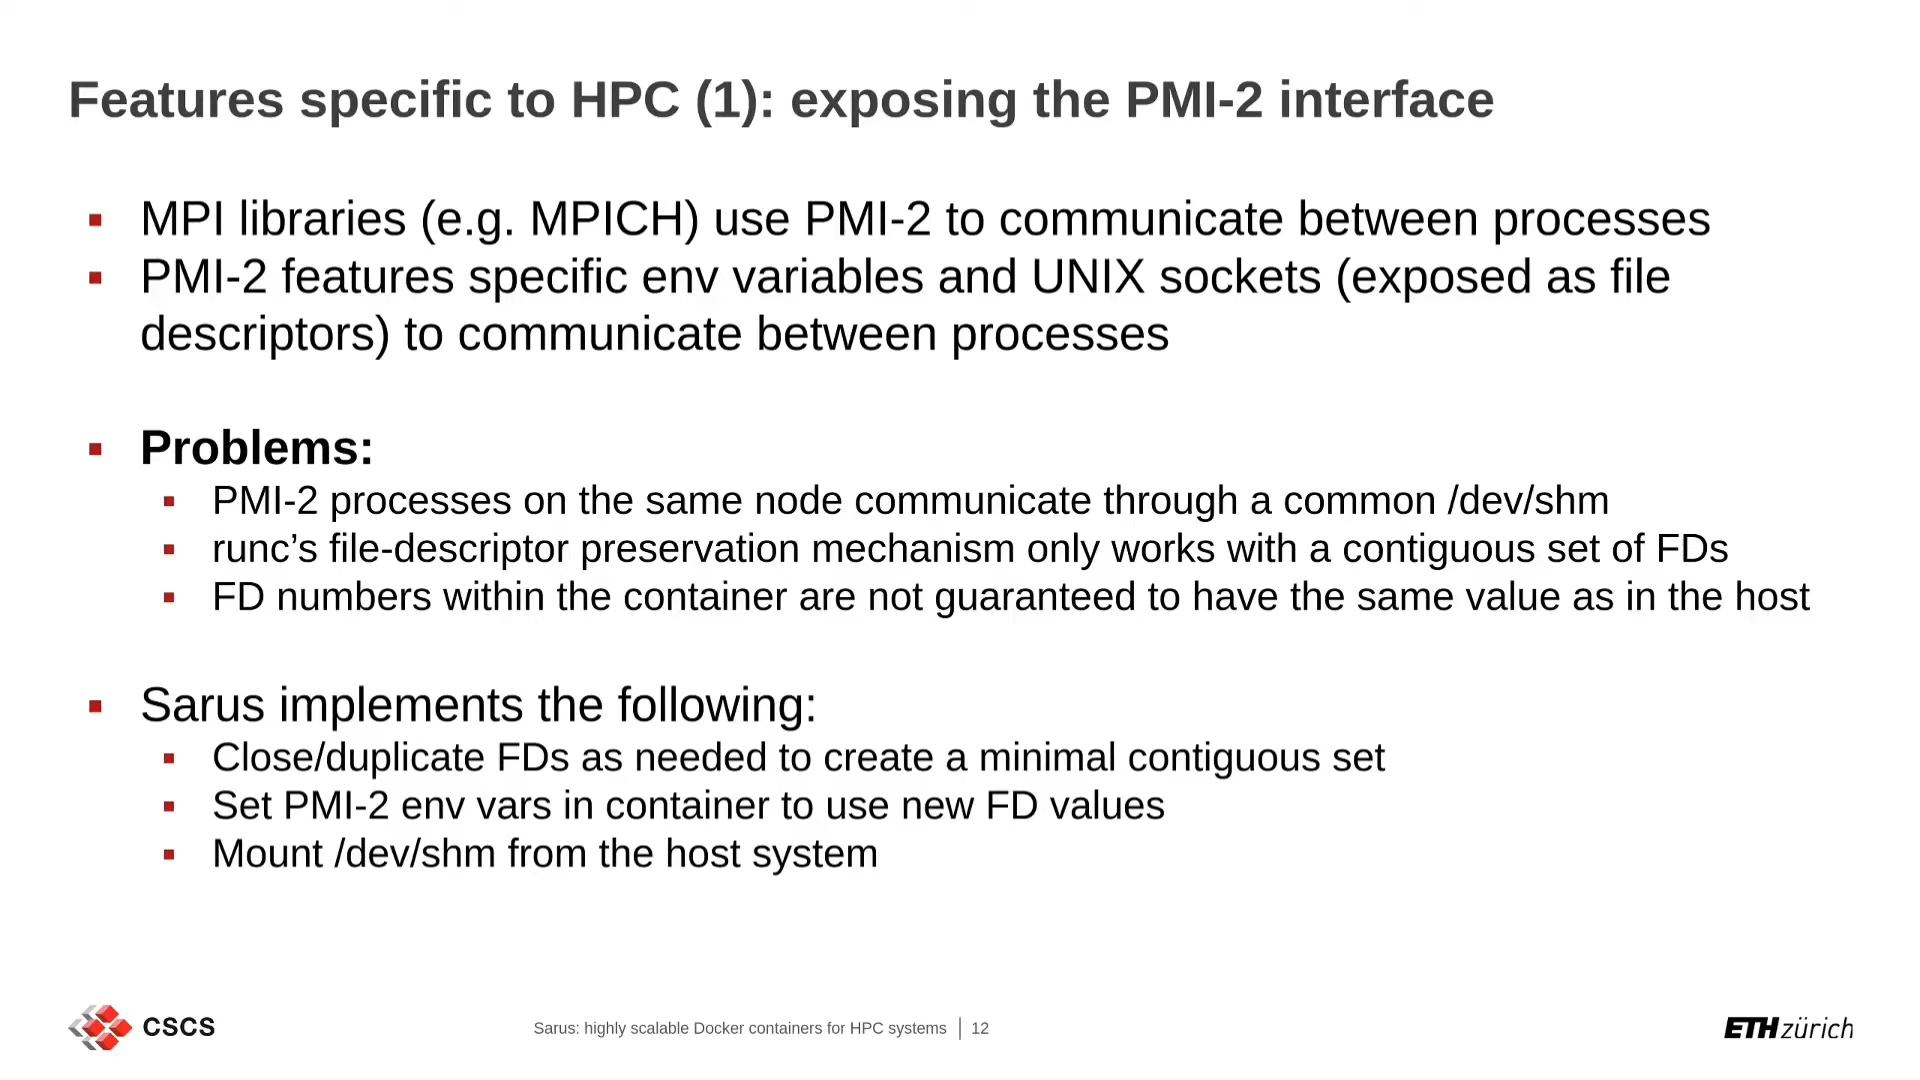 Features specific to HPC (1): exposing the PMI-2 interface
▪ MPI libraries (e.g. MPICH) use PMI-2 to communicate between processes
▪ PMI-2 features specific env variables and UNIX sockets (exposed as file
descriptors) to communicate between processes
▪ Problems:
▪ PMI-2 processes on the same node communicate through a common /dev/shm
▪ runc’s file-descriptor preservation mechanism only works with a contiguous set of FDs
▪ FD numbers within the container are not guaranteed to have the same value as in the host
▪ Sarus implements the following:
▪ Close/duplicate FDs as needed to create a minimal contiguous set
▪ Set PMI-2 env vars in container to use new FD values
▪ Mount /dev/shm from the host system
CSCS
Sarus: highly scalable Docker containers for HPC systems | 12
ETH zürich